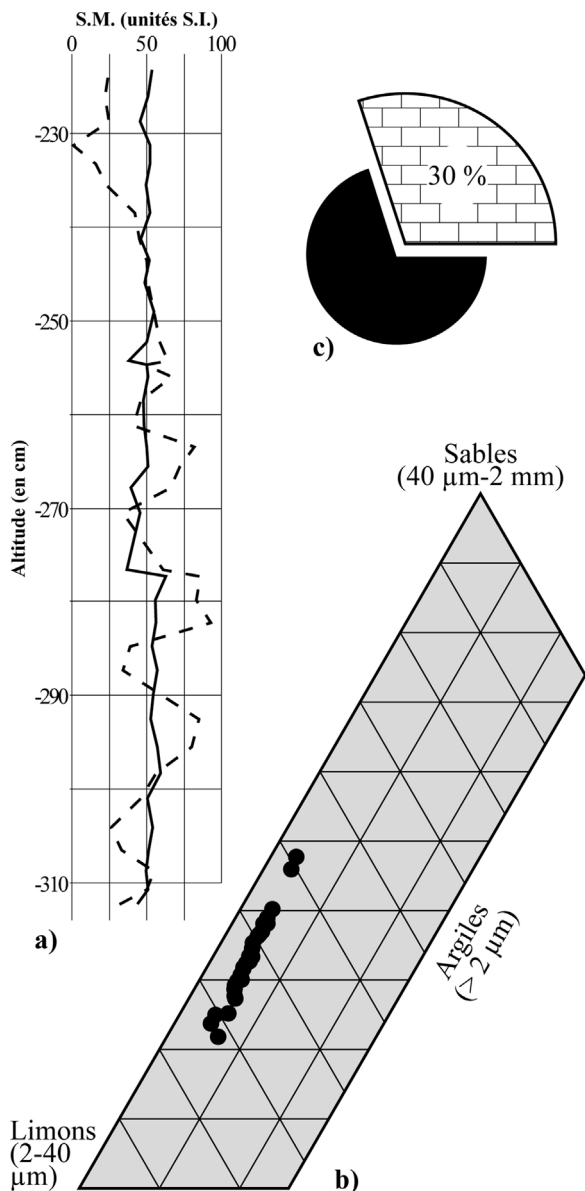 S.M. (unités S.I.)
0 50 100
-230
-250
-270
-290
-310
Altitude (en cm)
a)
30 %
c)
Sables
(40 µm-2 mm)
Argiles
(> 2 µm)
Limons
(2-40
µm)
b)